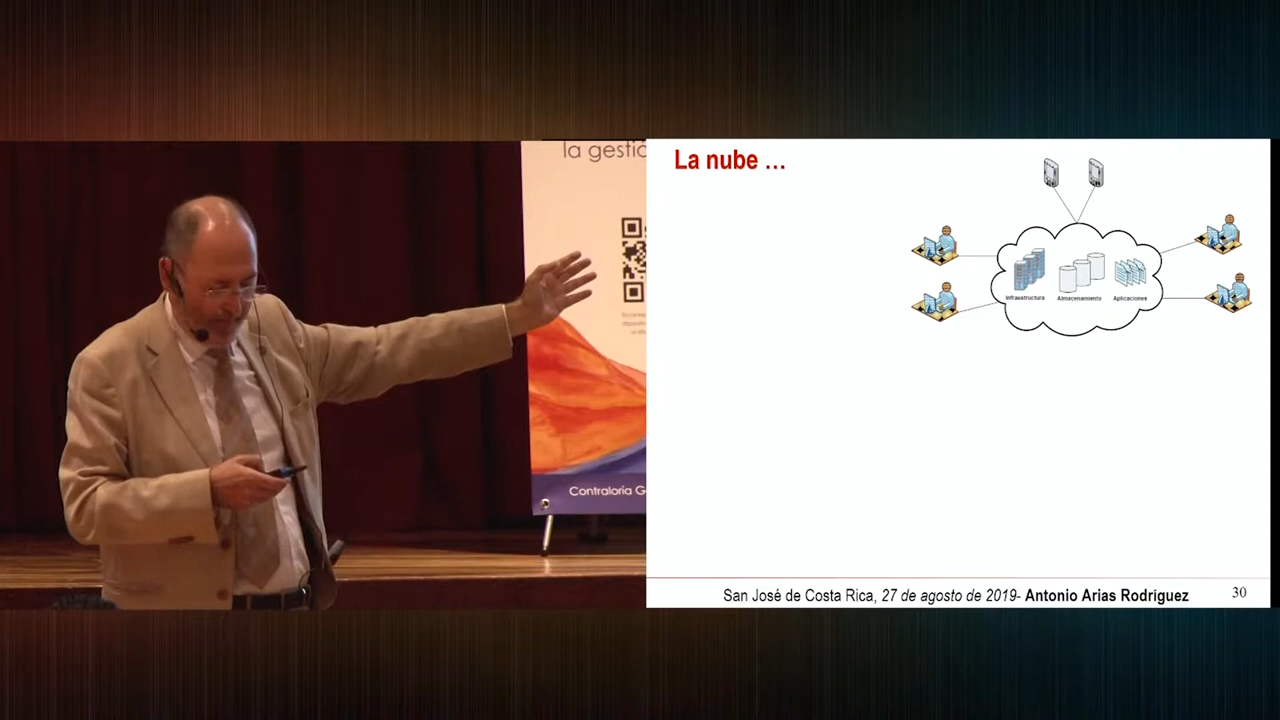 la gestió
Contraloría G
La nube …
Infraestructura
Almacenamiento
Aplicaciones
San José de Costa Rica, 27 de agosto de 2019- Antonio Arias Rodríguez
30